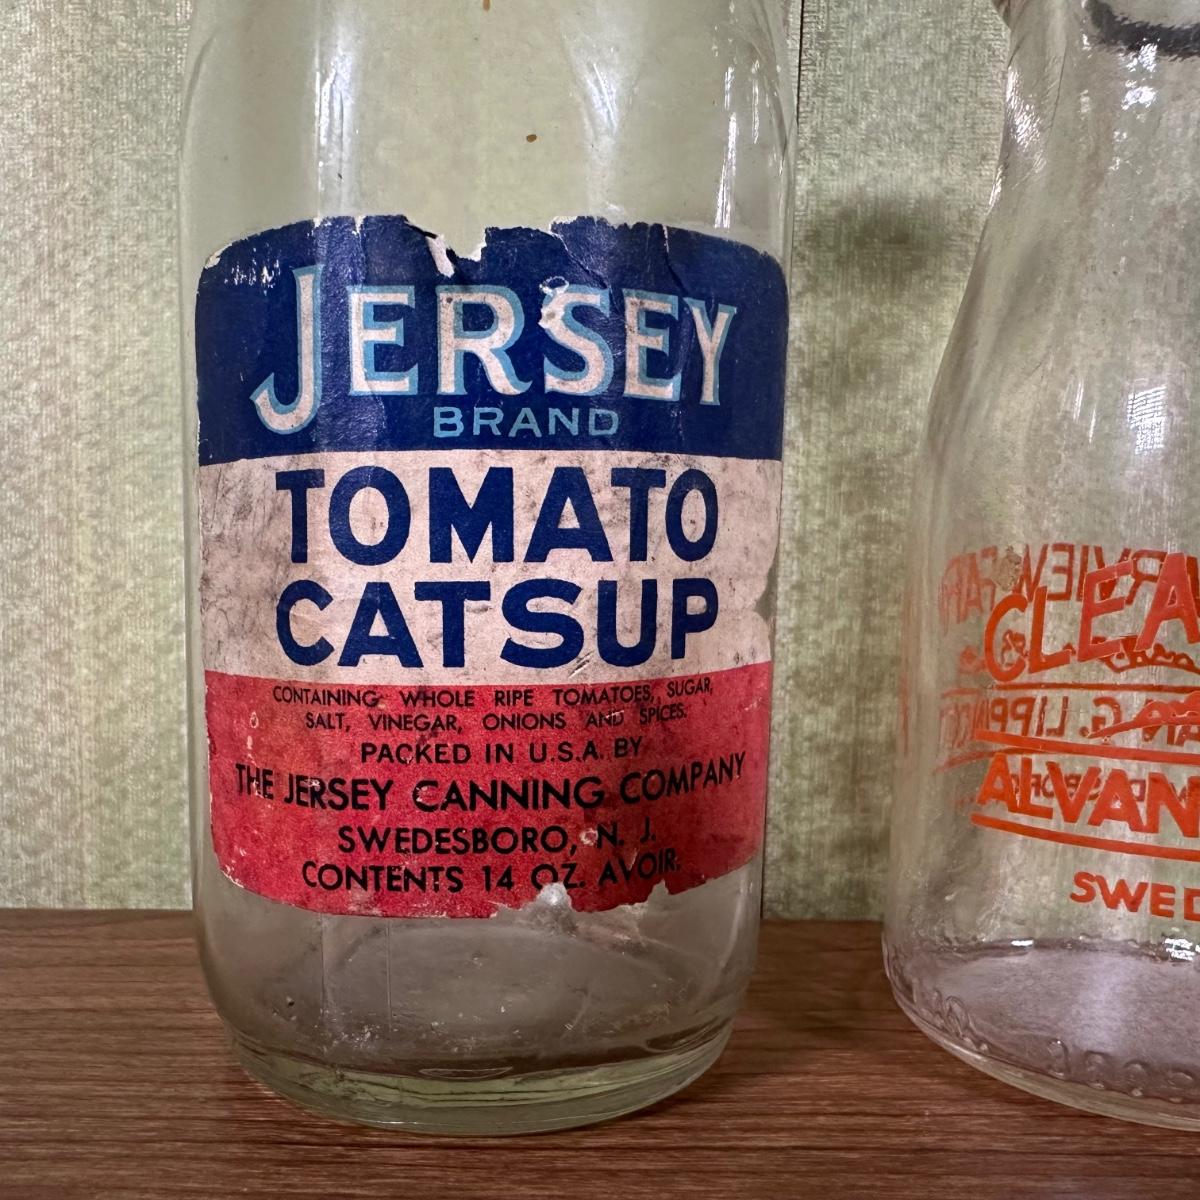 JERSEY
BRAND
TOMATO
CATSUP
CONTAINING WHOLE RIPE TOMATOES, SUGAR,
SALT, VINEGAR, ONIONS AND SPICES.
PACKED IN U.S.A. BY
THE JERSEY CANNING COMPANY
SWEDESBORO, N. J.
CONTENTS 14 OZ. AVOIR.
CLEA
ALVAN
SWED